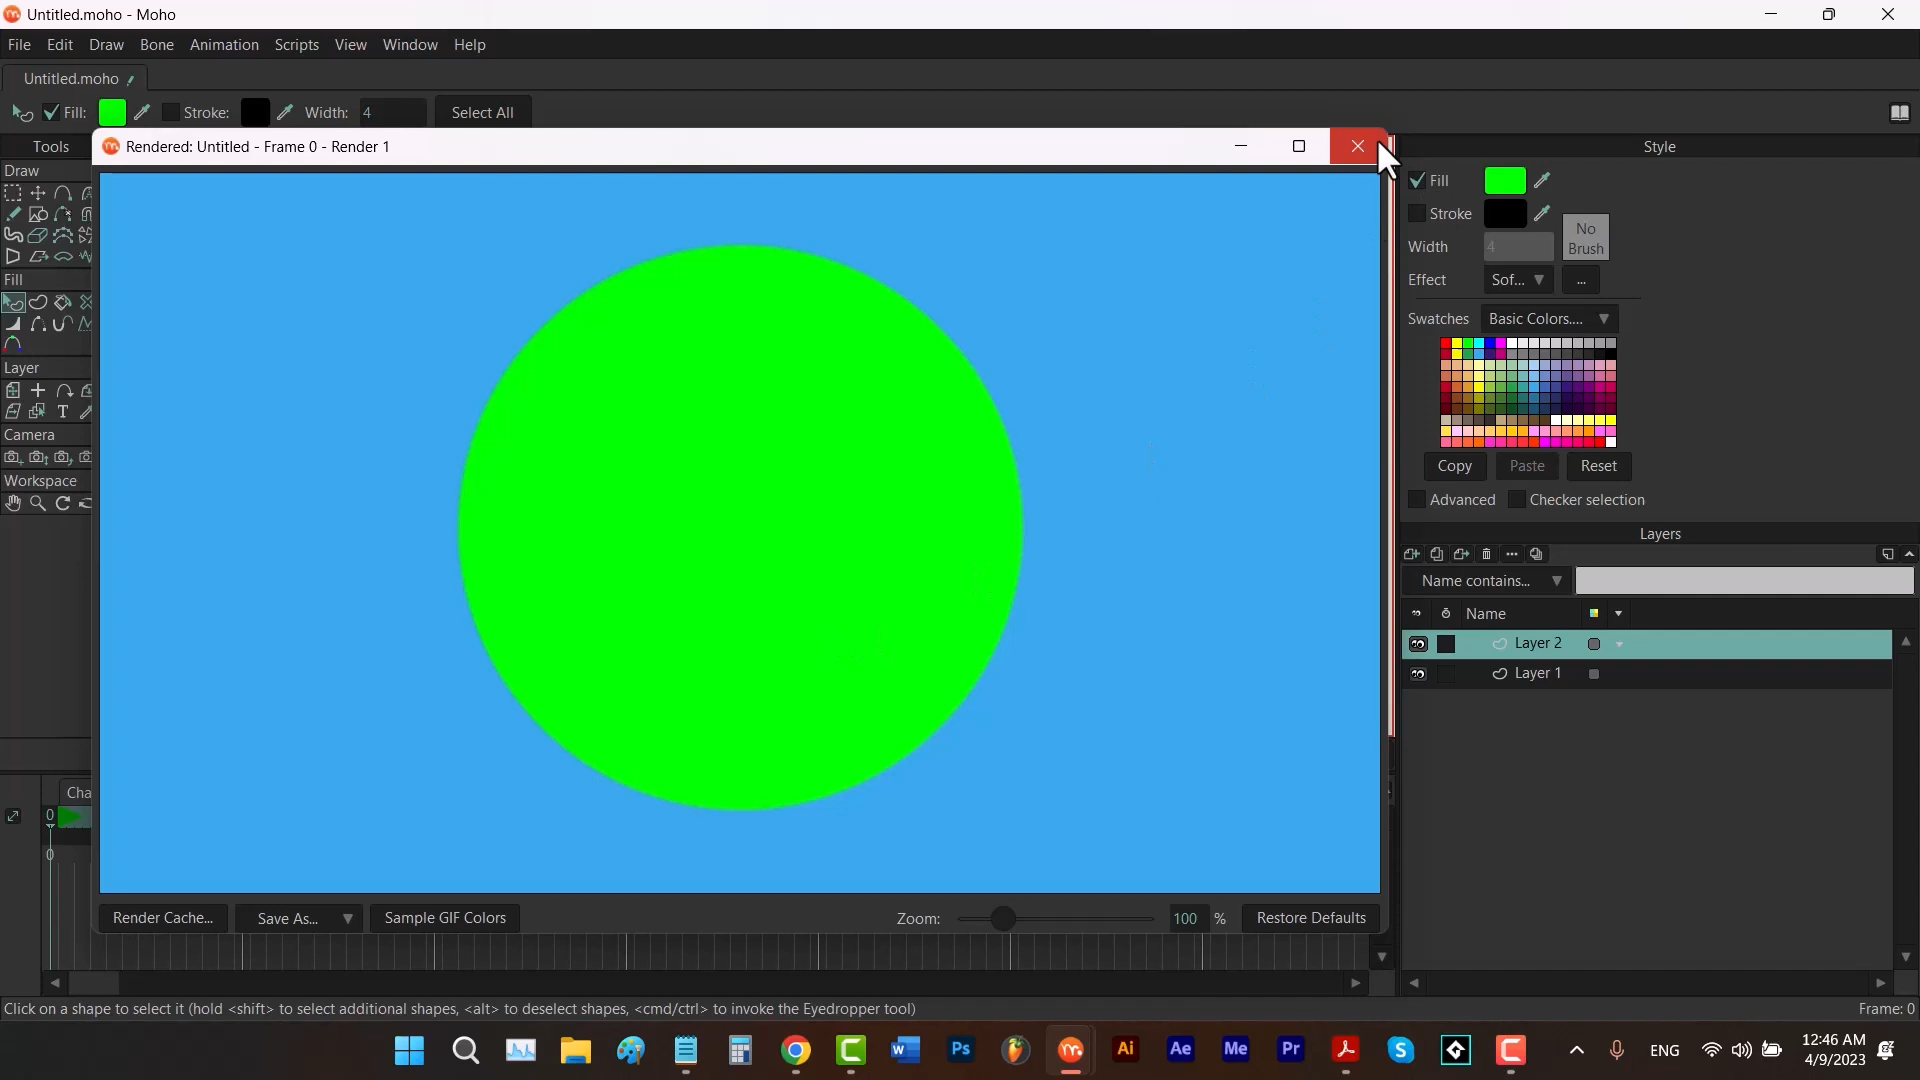 Untitled.moho - Moho
File Edit Draw Bone Animation Scripts View Window Help
Untitled.moho
Fill: Stroke: Width: 4 Select All
Tools
Rendered: Untitled - Frame 0 - Render 1
Style
Draw
Fill
Stroke
Width 4
No
Brush
Effect Sof... ...
Swatches Basic Colors....
Copy Paste Reset
Advanced Checker selection
Fill
Layer
T
Camera
Workspace
Layers
Name contains...
Name
Layer 2
Layer 1
Cha
0
0
Render Cache... Save As... Sample GIF Colors Zoom: 100 % Restore Defaults
Click on a shape to select it (hold <shift> to select additional shapes, <alt> to deselect shapes, <cmd/ctrl> to invoke the Eyedropper tool)
Frame: 0
Ps Ai Ae Me Pr
ENG
12:46 AM
4/9/2023